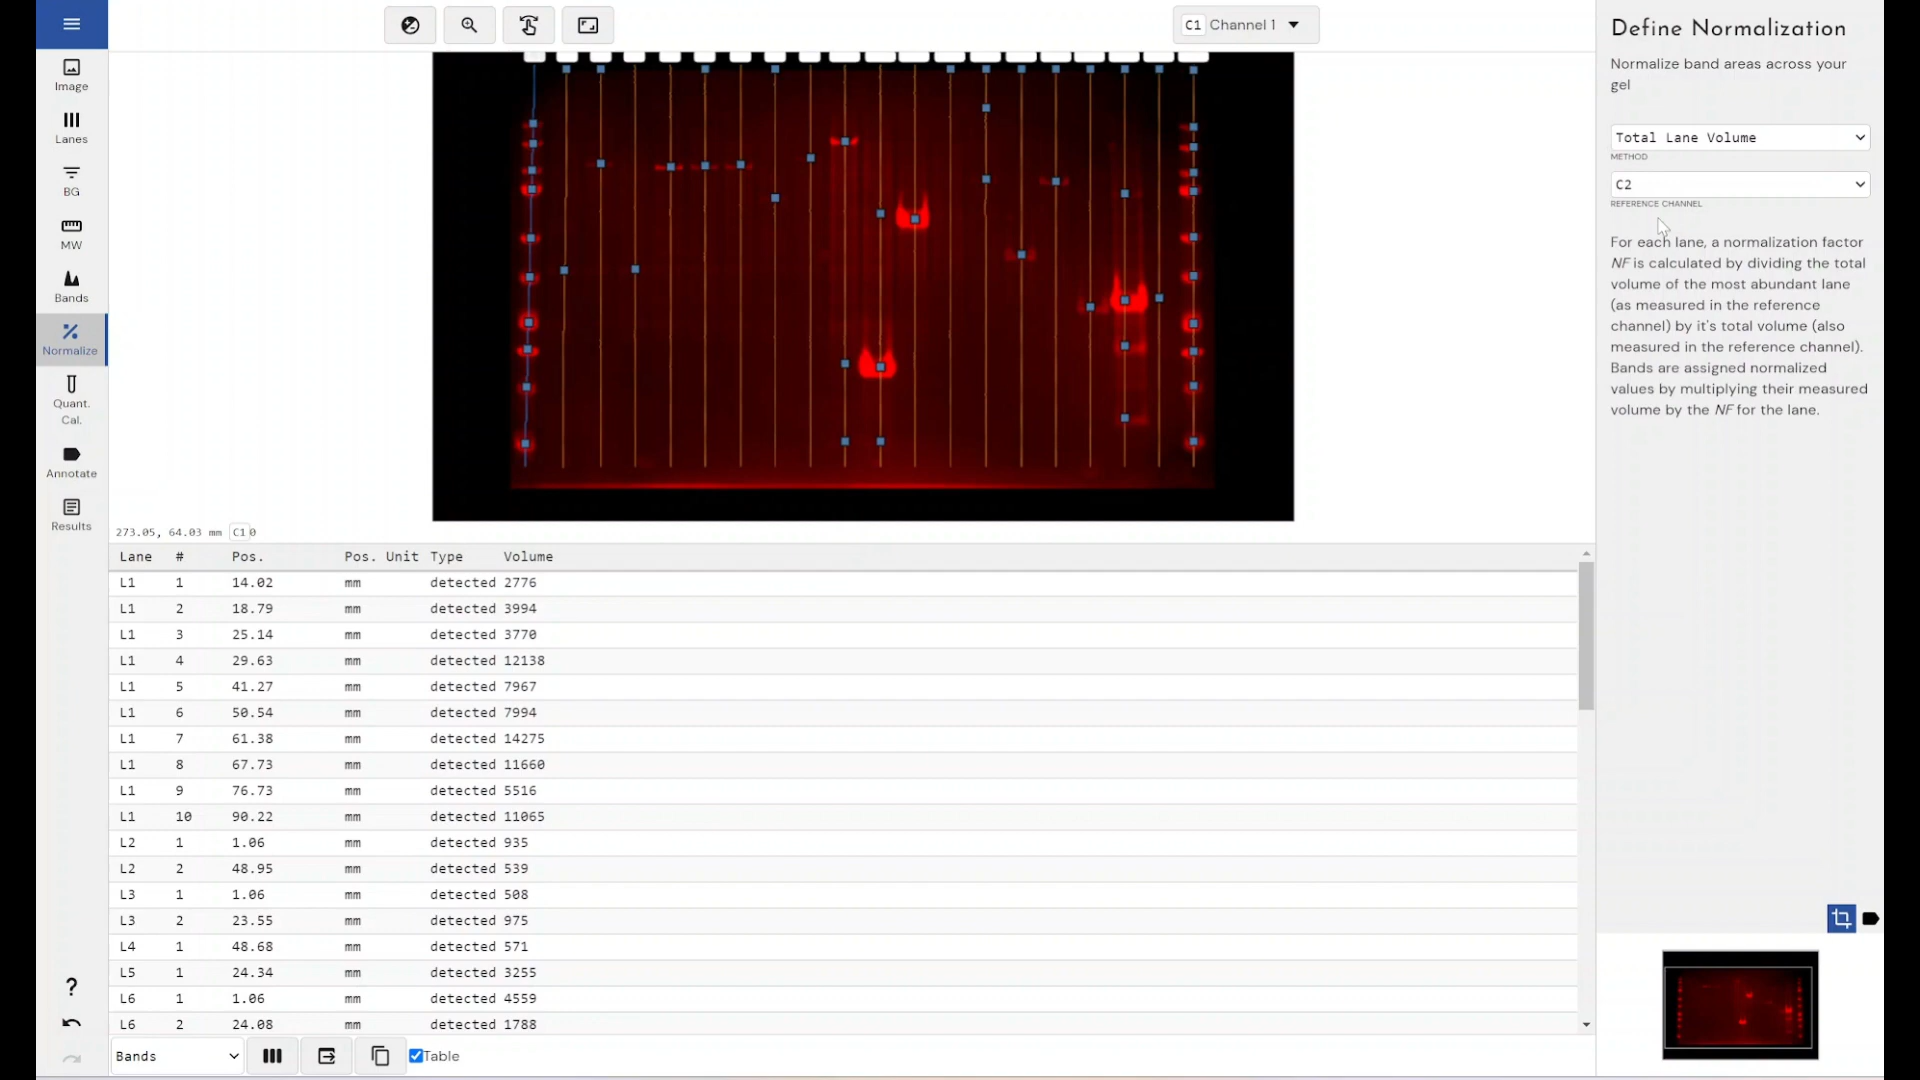 C1 Channel 1
Define Normalization
Normalize band areas across your
gel
Total Lane Volume
METHOD
C2
REFERENCE CHANNEL
For each lane, a normalization factor
NF is calculated by dividing the total
volume of the most abundant lane
(as measured in the reference
channel) by it's total volume (also
measured in the reference channel).
Bands are assigned normalized
values by multiplying their measured
volume by the NF for the lane.
Image
Lanes
BG
MW
Bands
Normalize
Quant.
Cal.
Annotate
Results
?
273.05, 64.03 mm C1 0
Lane # Pos. Pos. Unit Type Volume
L1 1 14.02 mm detected 2776
L1 2 18.79 mm detected 3994
L1 3 25.14 mm detected 3770
L1 4 29.63 mm detected 12138
L1 5 41.27 mm detected 7967
L1 6 50.54 mm detected 7994
L1 7 61.38 mm detected 14275
L1 8 67.73 mm detected 11660
L1 9 76.73 mm detected 5516
L1 10 90.22 mm detected 11065
L2 1 1.06 mm detected 935
L2 2 48.95 mm detected 539
L3 1 1.06 mm detected 508
L3 2 23.55 mm detected 975
L4 1 48.68 mm detected 571
L5 1 24.34 mm detected 3255
L6 1 1.06 mm detected 4559
L6 2 24.08 mm detected 1788
Bands
Table